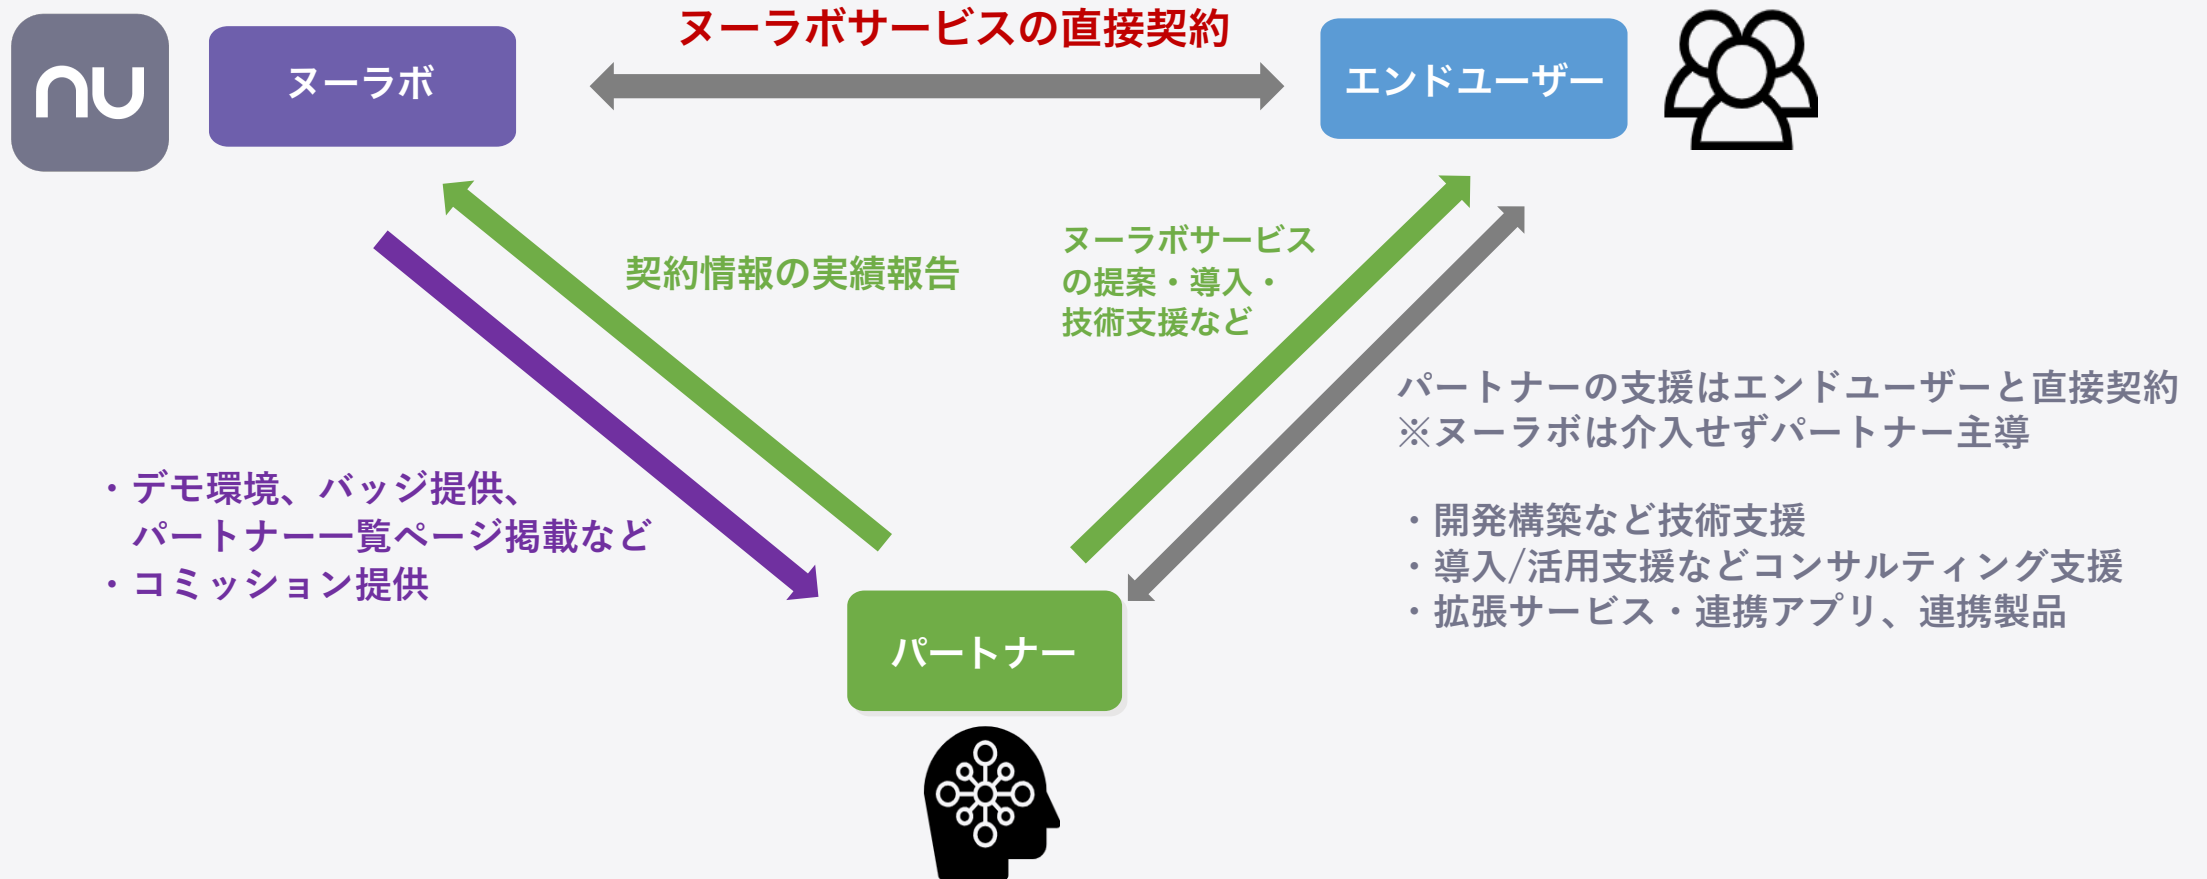 ヌーラボサービスの直接契約
nu
ヌーラボ
エンドユーザー
契約情報の実績報告
ヌーラボサービス
の提案・導入・
技術支援など
パートナーの支援はエンドユーザーと直接契約
※ヌーラボは介入せずパートナー主導
・開発構築など技術支援
・導入/活用支援などコンサルティング支援
・拡張サービス・連携アプリ、連携製品
・デモ環境、バッジ提供、
パートナー一覧ページ掲載など
・コミッション提供
パートナー